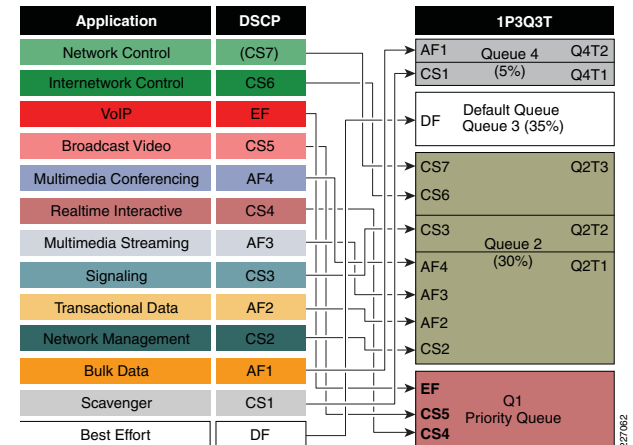 Application DSCP 1P3Q3T
Network Control (CS7)
Internetwork Control CS6
VoIP EF
Broadcast Video CS5
Multimedia Conferencing AF4
Realtime Interactive CS4
Multimedia Streaming AF3
Signaling CS3
Transactional Data AF2
Network Management CS2
Bulk Data AF1
Scavenger CS1
Best Effort DF
AF1 Queue 4 Q4T2
CS1 (5%) Q4T1
DF Default Queue
Queue 3 (35%)
CS7 Q2T3
CS6
CS3 Q2T2
Queue 2
AF4 (30%) Q2T1
AF3
AF2
CS2
EF
Q1
CS5 Priority Queue
CS4
227062